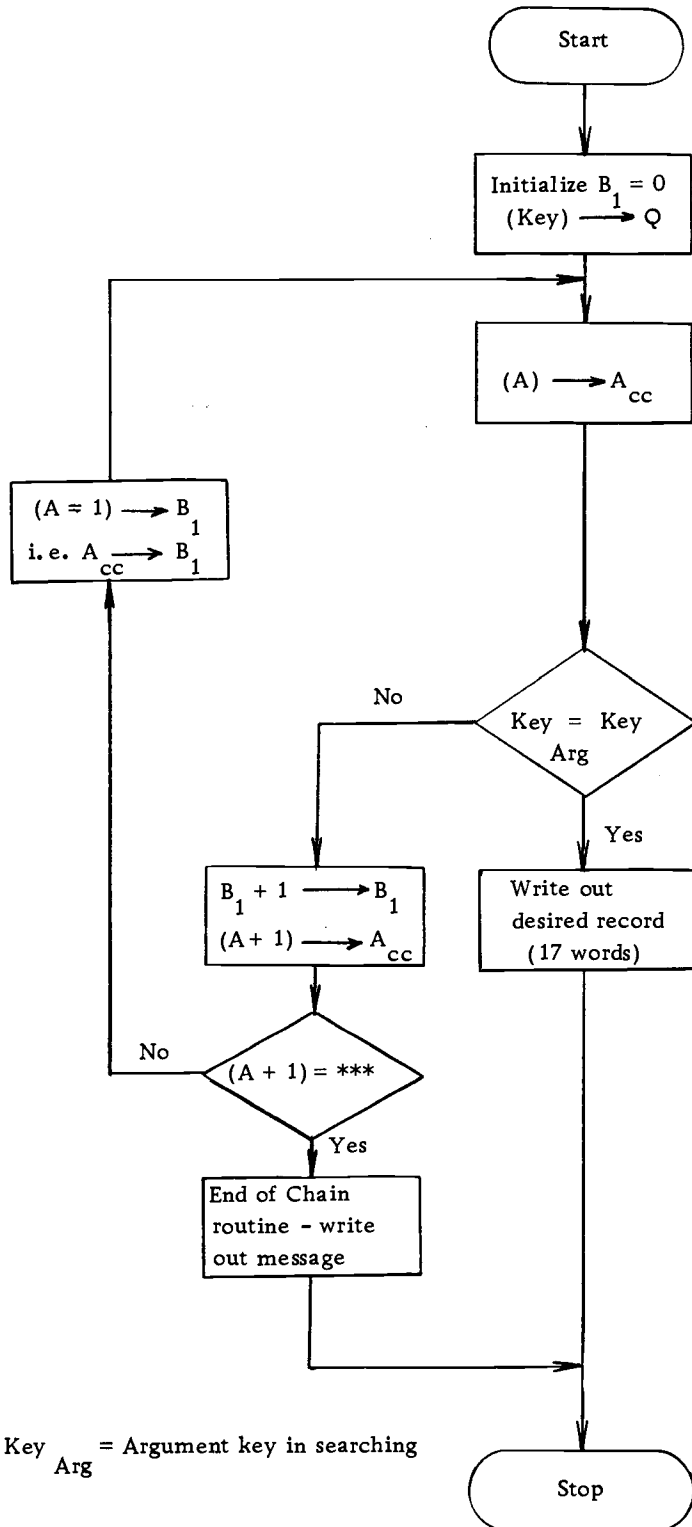 Start
Initialize B1 = 0
(Key) → Q
(A) → Acc
(A = 1) → B1
i. e. Acc → B1
No
Key = Key
Arg
Yes
B1 + 1 → B1
(A + 1) → Acc
Write out
desired record
(17 words)
No
(A + 1) = ***
Yes
End of Chain
routine - write
out message
Key Arg = Argument key in searching
Stop